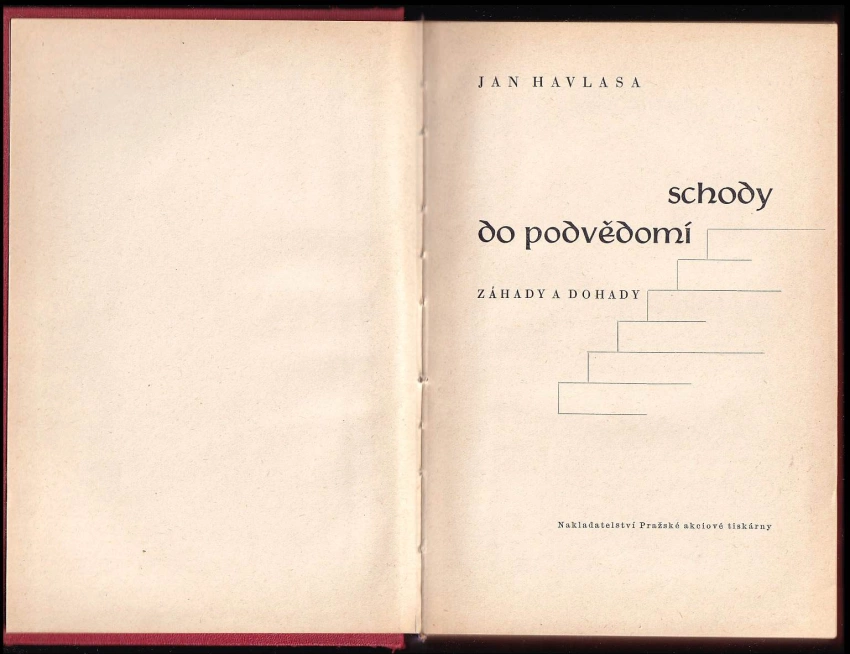 JAN HAVLASA
schody
do podvědomí
ZÁHADY A DOHADY
Nakladatelství Pražské akciové tiskárny